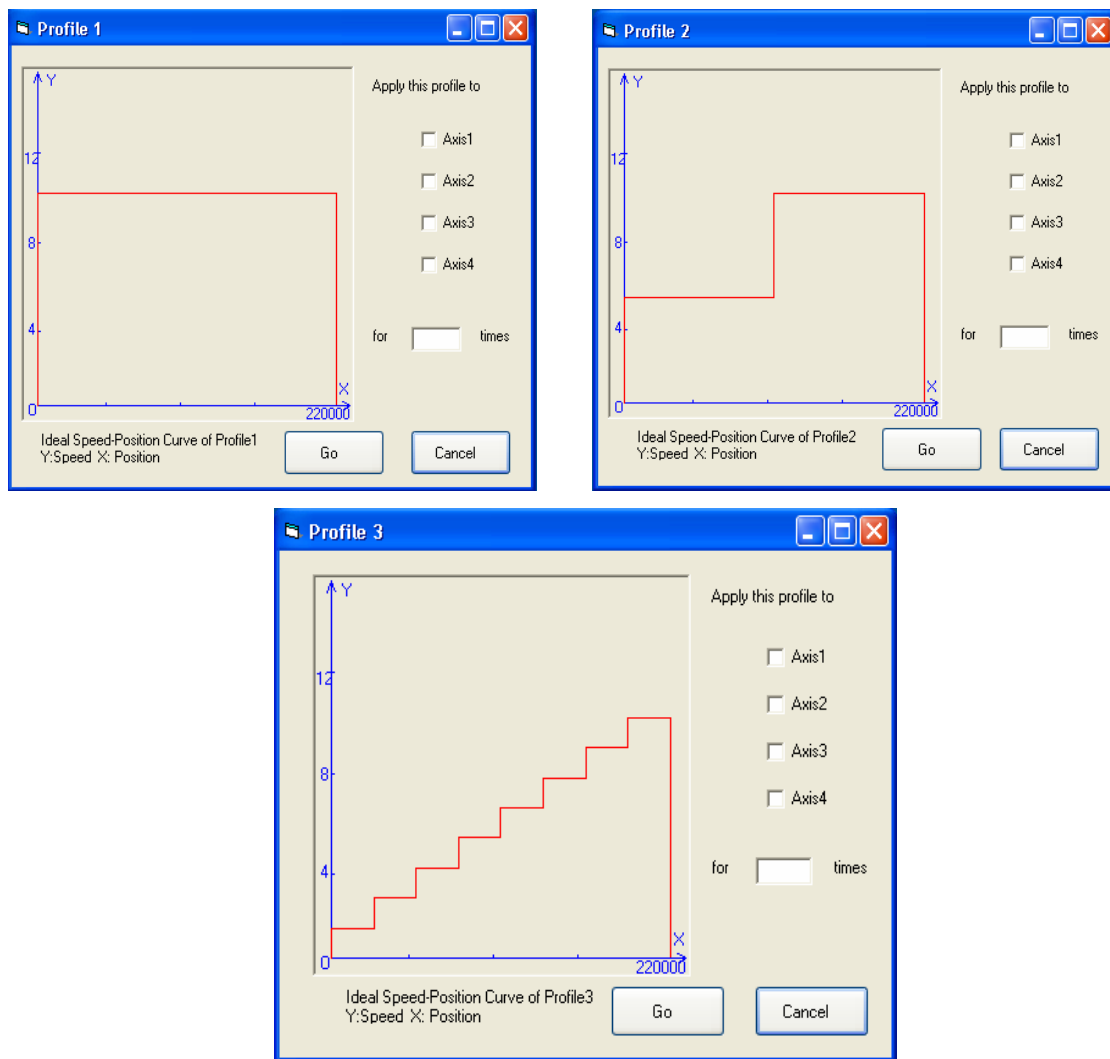 Profile 1
Y
Apply this profile to
Axis1
12
Axis2
Axis3
8
Axis4
4
for times
X
0
220000
Ideal Speed-Position Curve of Profile1
Y:Speed X: Position
Go
Cancel
Profile 2
Y
Apply this profile to
Axis1
12
Axis2
Axis3
8
Axis4
4
for times
X
0
220000
Ideal Speed-Position Curve of Profile2
Y:Speed X: Position
Go
Cancel
Profile 3
Y
Apply this profile to
Axis1
12
Axis2
Axis3
8
Axis4
4
for times
X
0
220000
Ideal Speed-Position Curve of Profile3
Y:Speed X: Position
Go
Cancel